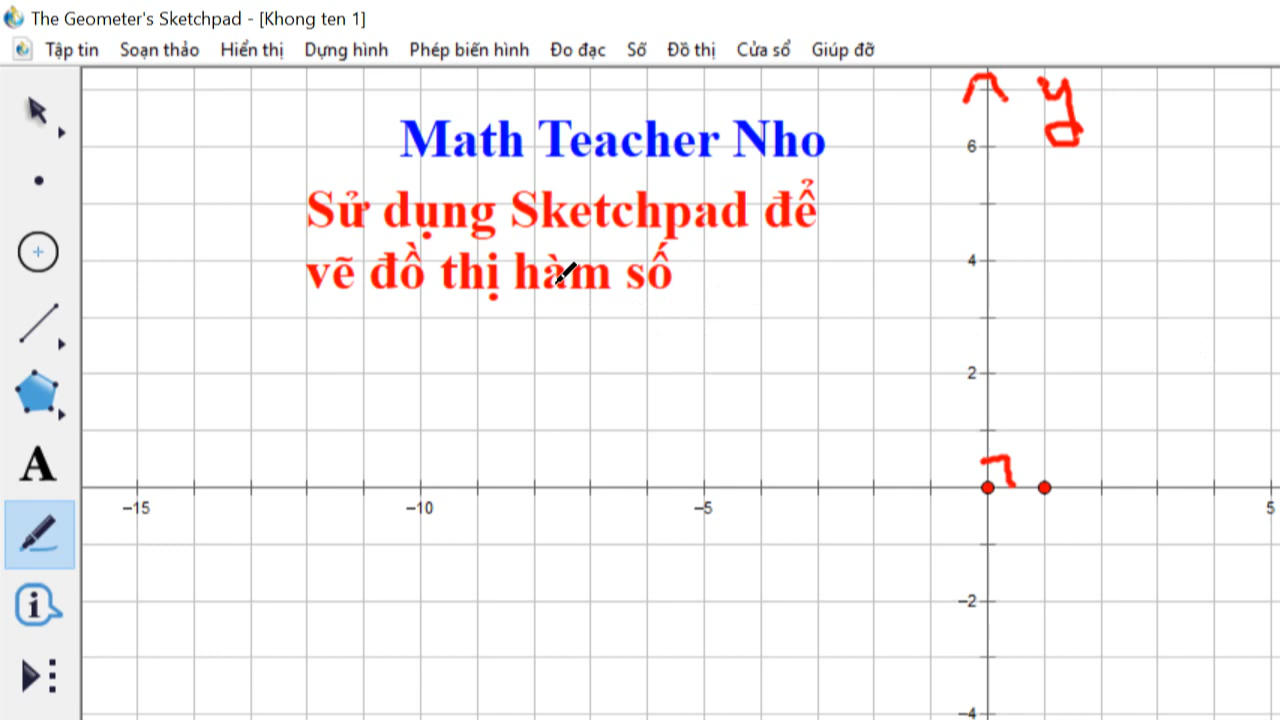 The Geometer's Sketchpad - [Khong ten 1]
Tập tin Soạn thảo Hiển thị Dựng hình Phép biến hình Đo đạc Số Đồ thị Cửa sổ Giúp đỡ
y
Math Teacher Nho
6
Sử dụng Sketchpad để
4
vẽ đồ thị hàm số
2
A
-15 -10 -5 5
-2
-4